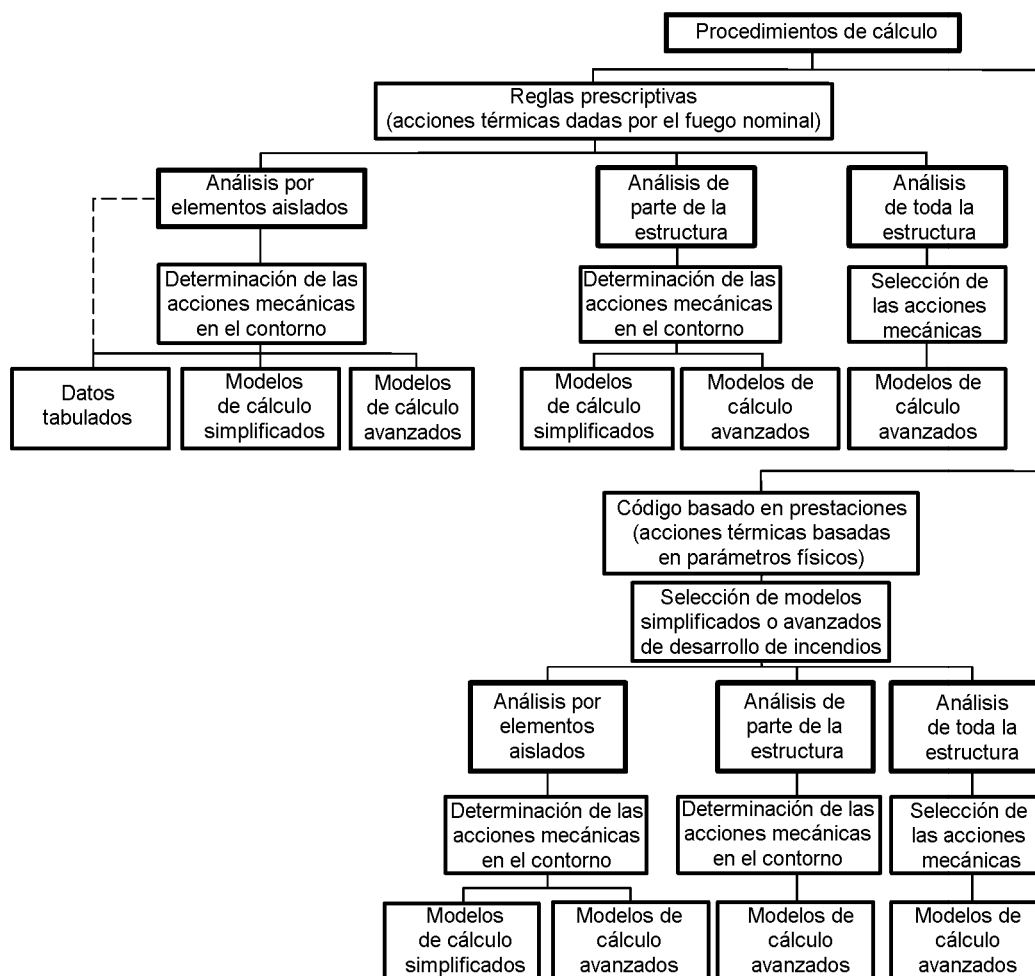 Procedimientos de cálculo
Reglas prescriptivas
(acciones térmicas dadas por el fuego nominal)
Análisis por
elementos aislados
Análisis de
parte de la
estructura
Análisis
de toda la
estructura
Determinación de las
acciones mecánicas
en el contorno
Determinación de las
acciones mecánicas
en el contorno
Selección de
las acciones
mecánicas
Datos
tabulados
Modelos
de cálculo
simplificados
Modelos
de cálculo
avanzados
Modelos
de cálculo
simplificados
Modelos de
cálculo
avanzados
Modelos de
cálculo
avanzados
Código basado en prestaciones
(acciones térmicas basadas
en parámetros físicos)
Selección de modelos
simplificados o avanzados
de desarrollo de incendios
Análisis por
elementos
aislados
Análisis de
parte de la
estructura
Análisis
de toda la
estructura
Determinación de las
acciones mecánicas
en el contorno
Determinación de las
acciones mecánicas
en el contorno
Selección de
las acciones
mecánicas
Modelos
de cálculo
simplificados
Modelos de
cálculo
avanzados
Modelos de
cálculo
avanzados
Modelos de
cálculo
avanzados